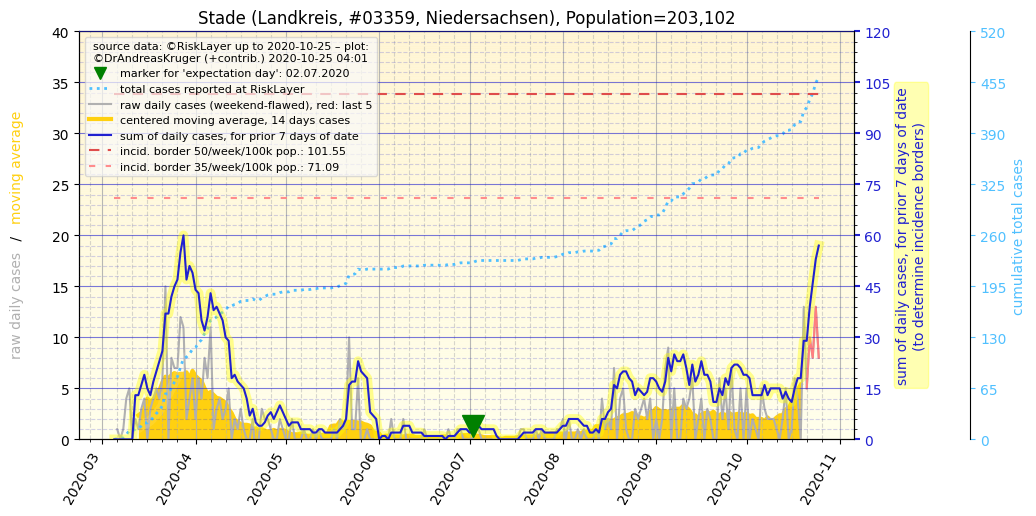 Stade (Landkreis, #03359, Niedersachsen), Population=203,102
source data: ©RiskLayer up to 2020-10-25 – plot:
©DrAndreasKruger (+contrib.) 2020-10-25 04:01
marker for 'expectation day': 02.07.2020
total cases reported at RiskLayer
raw daily cases (weekend-flawed), red: last 5
centered moving average, 14 days cases
sum of daily cases, for prior 7 days of date
incid. border 50/week/100k pop.: 101.55
incid. border 35/week/100k pop.: 71.09
raw daily cases / moving average
40
35
30
25
20
15
10
5
0
120
105
90
75
60
45
30
15
0
sum of daily cases, for prior 7 days of date
(to determine incidence borders)
520
455
390
325
260
195
130
65
0
cumulative total cases
2020-03
2020-04
2020-05
2020-06
2020-07
2020-08
2020-09
2020-10
2020-11